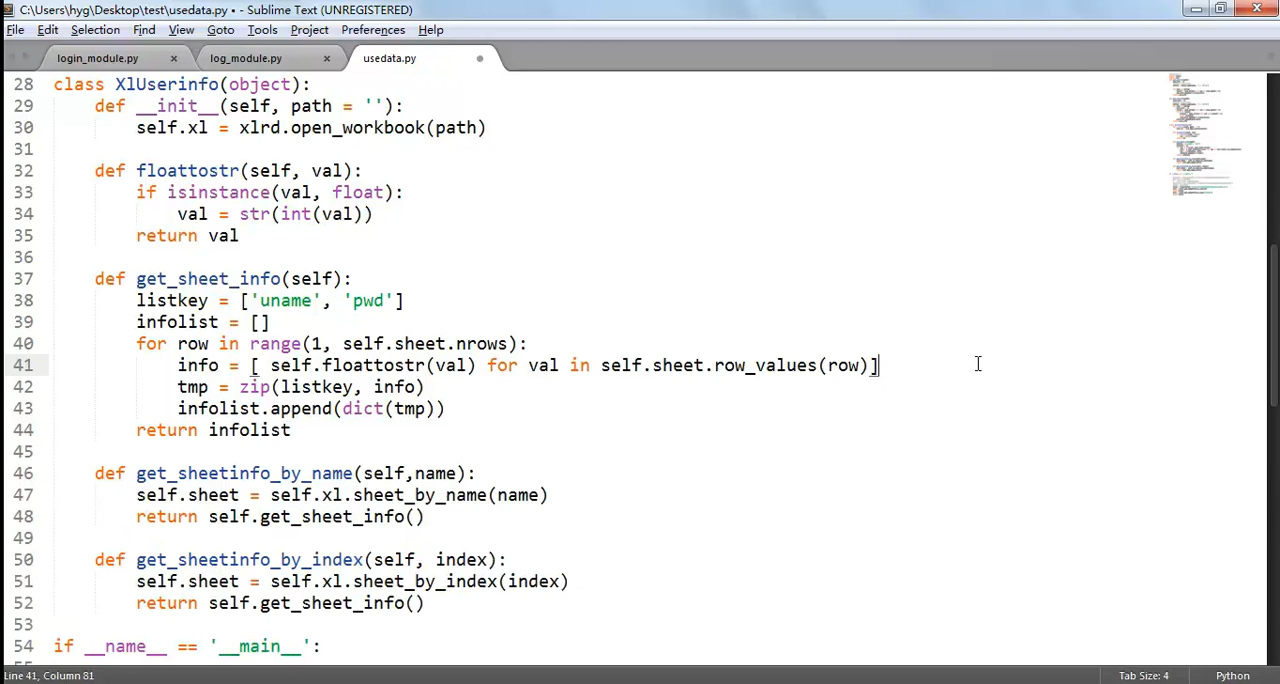 C:\Users\hyg\Desktop\test\usedata.py • - Sublime Text (UNREGISTERED)
File Edit Selection Find View Goto Tools Project Preferences Help
login_module.py × log_module.py × usedata.py
28 class XlUserinfo(object):
29     def __init__(self, path = ''):
30         self.xl = xlrd.open_workbook(path)
31
32     def floattostr(self, val):
33         if isinstance(val, float):
34             val = str(int(val))
35         return val
36
37     def get_sheet_info(self):
38         listkey = ['uname', 'pwd']
39         infolist = []
40         for row in range(1, self.sheet.nrows):
41             info = [ self.floattostr(val) for val in self.sheet.row_values(row)]
42             tmp = zip(listkey, info)
43             infolist.append(dict(tmp))
44         return infolist
45
46     def get_sheetinfo_by_name(self,name):
47         self.sheet = self.xl.sheet_by_name(name)
48         return self.get_sheet_info()
49
50     def get_sheetinfo_by_index(self, index):
51         self.sheet = self.xl.sheet_by_index(index)
52         return self.get_sheet_info()
53
54 if __name__ == '__main__':
Line 41, Column 81 Tab Size: 4 Python